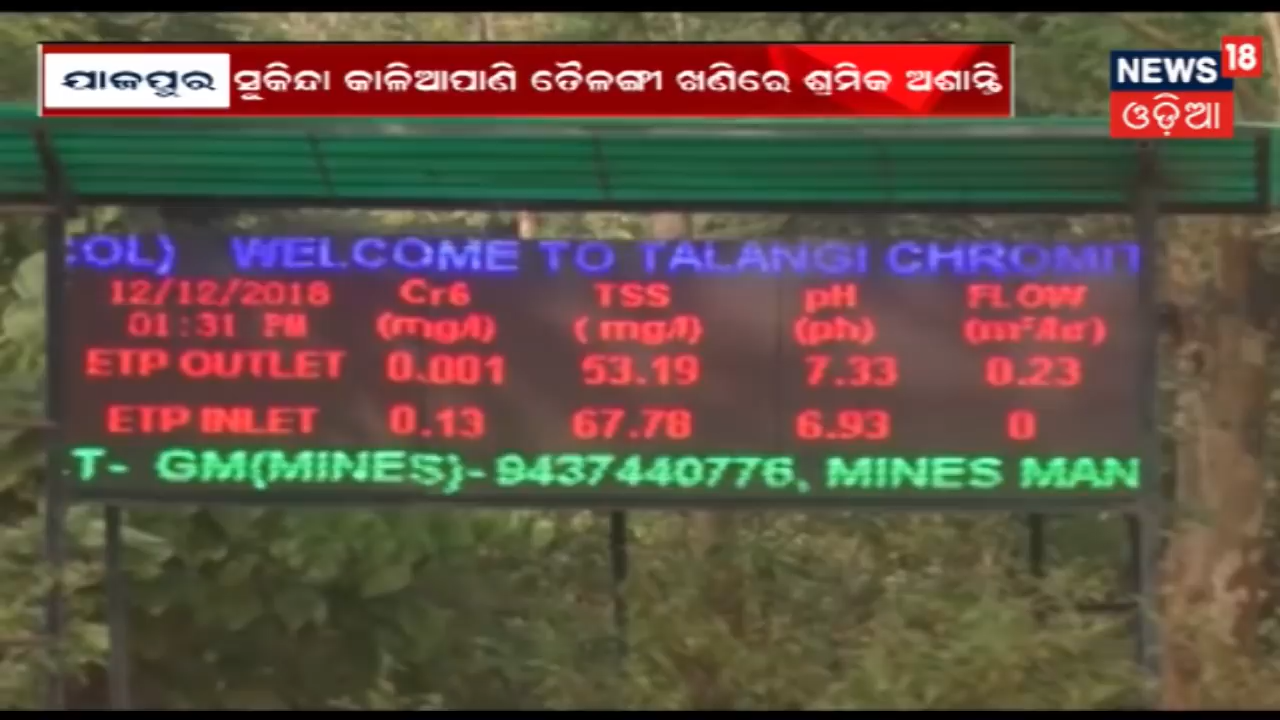 ଯାଜପୁର ସୁକିନ୍ଦା କାଳିଆପାଣି ତୈଳଙ୍ଗୀ ଖଣିରେ ଶ୍ରମିକ ଅଶାନ୍ତି
NEWS 18
ଓଡ଼ିଆ
COL) WELCOME TO TALANGI CHROMIT
12/12/2018 Cr6 TSS pH FLOW
01:31 PM (mg/l) (mg/l) (ph)
ETP OUTLET 0.001 53.19 7.33 0.23
ETP INLET 0.13 67.78 6.93 0
T- GM(MINES)- 9437440776, MINES MAN